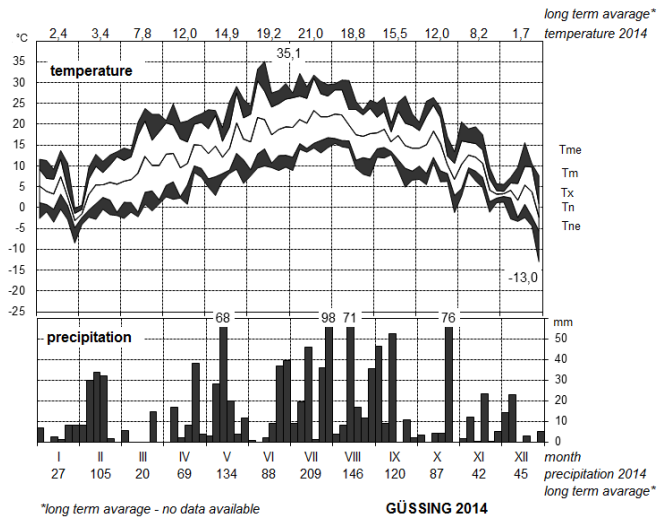 long term avarage*
°C 2,4 3,4 7,8 12,0 14,9 19,2 21,0 18,8 15,5 12,0 8,2 1,7 temperature 2014
35,1
35
temperature
30
25
20
15
Tme
10
Tm
5
Tx
0
Tn
-5
Tne
-10
-15
-13,0
-20
-25
68 98 71 76
precipitation
mm
50
40
30
20
10
0
I II III IV V VI VII VIII IX X XI XII month
27 105 20 69 134 88 209 146 120 87 42 45 precipitation 2014
long term avarage*
*long term avarage - no data available
GÜSSING 2014